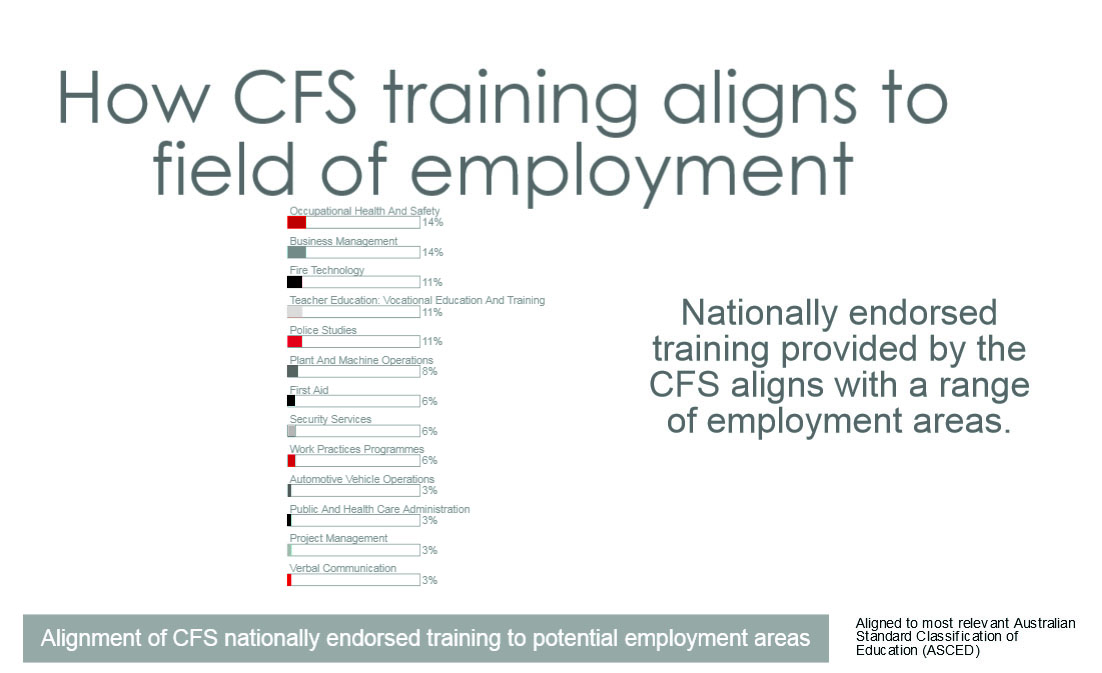 How CFS training aligns to
field of employment
Occupational Health And Safety
14%
Business Management
14%
Fire Technology
11%
Teacher Education: Vocational Education And Training
11%
Police Studies
11%
Plant And Machine Operations
8%
First Aid
6%
Security Services
6%
Work Practices Programmes
6%
Automotive Vehicle Operations
3%
Public And Health Care Administration
3%
Project Management
3%
Verbal Communication
3%
Nationally endorsed
training provided by the
CFS aligns with a range
of employment areas.
Alignment of CFS nationally endorsed training to potential employment areas
Aligned to most relevant Australian
Standard Classification of
Education (ASCED)